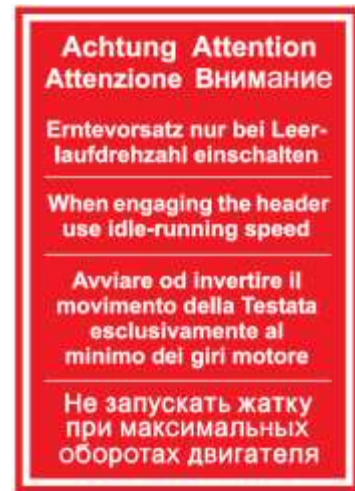 Achtung Attention
Attenzione Внимание
Erntevorsatz nur bei Leer-
laufdrehzahl einschalten
When engaging the header
use idle-running speed
Avviare od invertire il
movimento della Testata
esclusivamente al
minimo dei giri motore
Не запускать жатку
при максимальных
оборотах двигателя